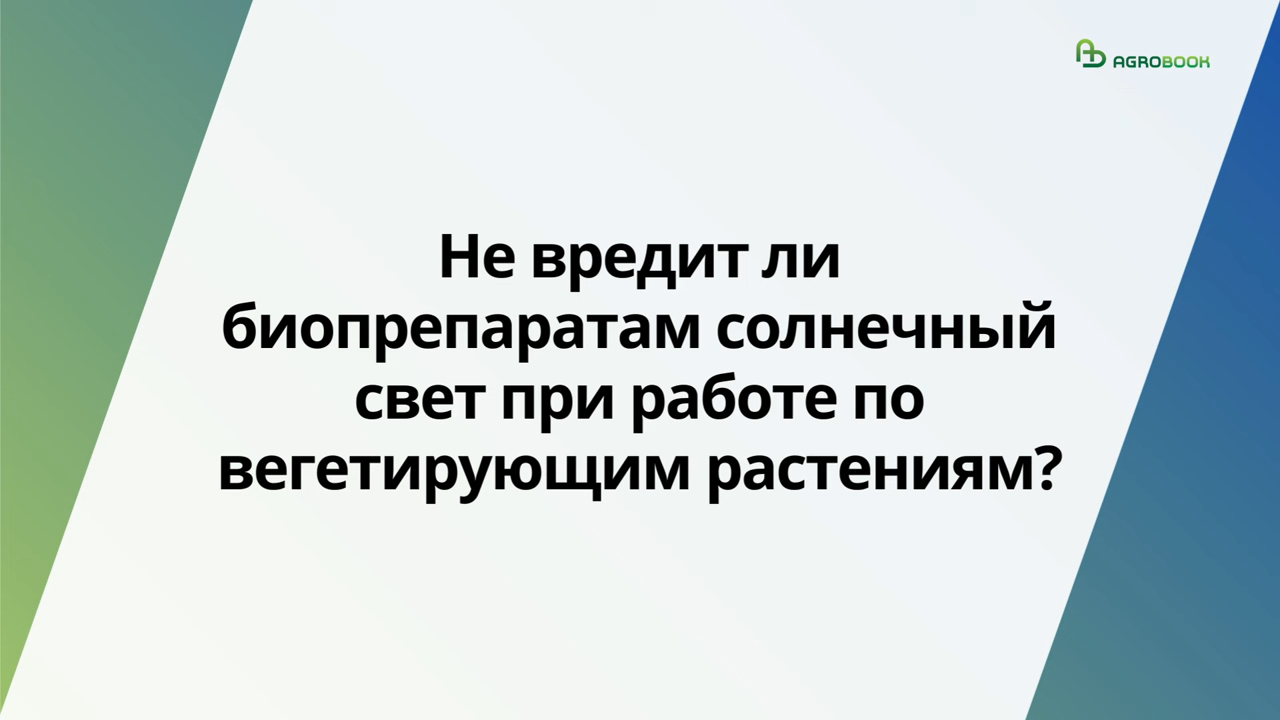 AGROBOOK
Не вредит ли
биопрепаратам солнечный
свет при работе по
вегетирующим растениям?